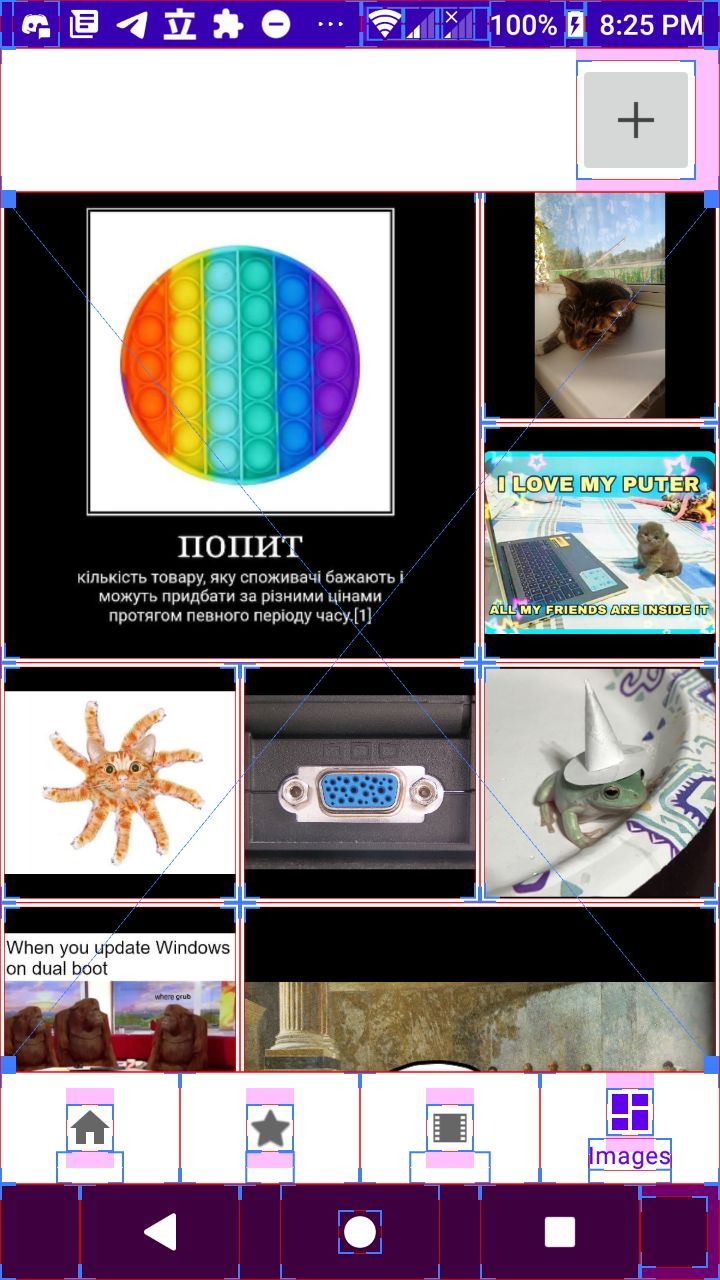 立 ... 100% 8:25 PM
попит
кількість товару, яку споживачі бажають і
можуть придбати за різними цінами
протягом певного періоду часу.[1]
I LOVE MY PUTER
ALL MY FRIENDS ARE INSIDE IT
When you update Windows
on dual boot
where grub
Images